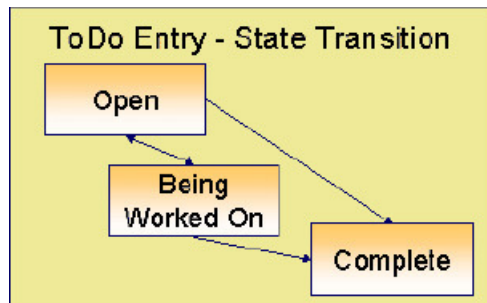 ToDo Entry - State Transition
Open
Being
Worked On
Complete